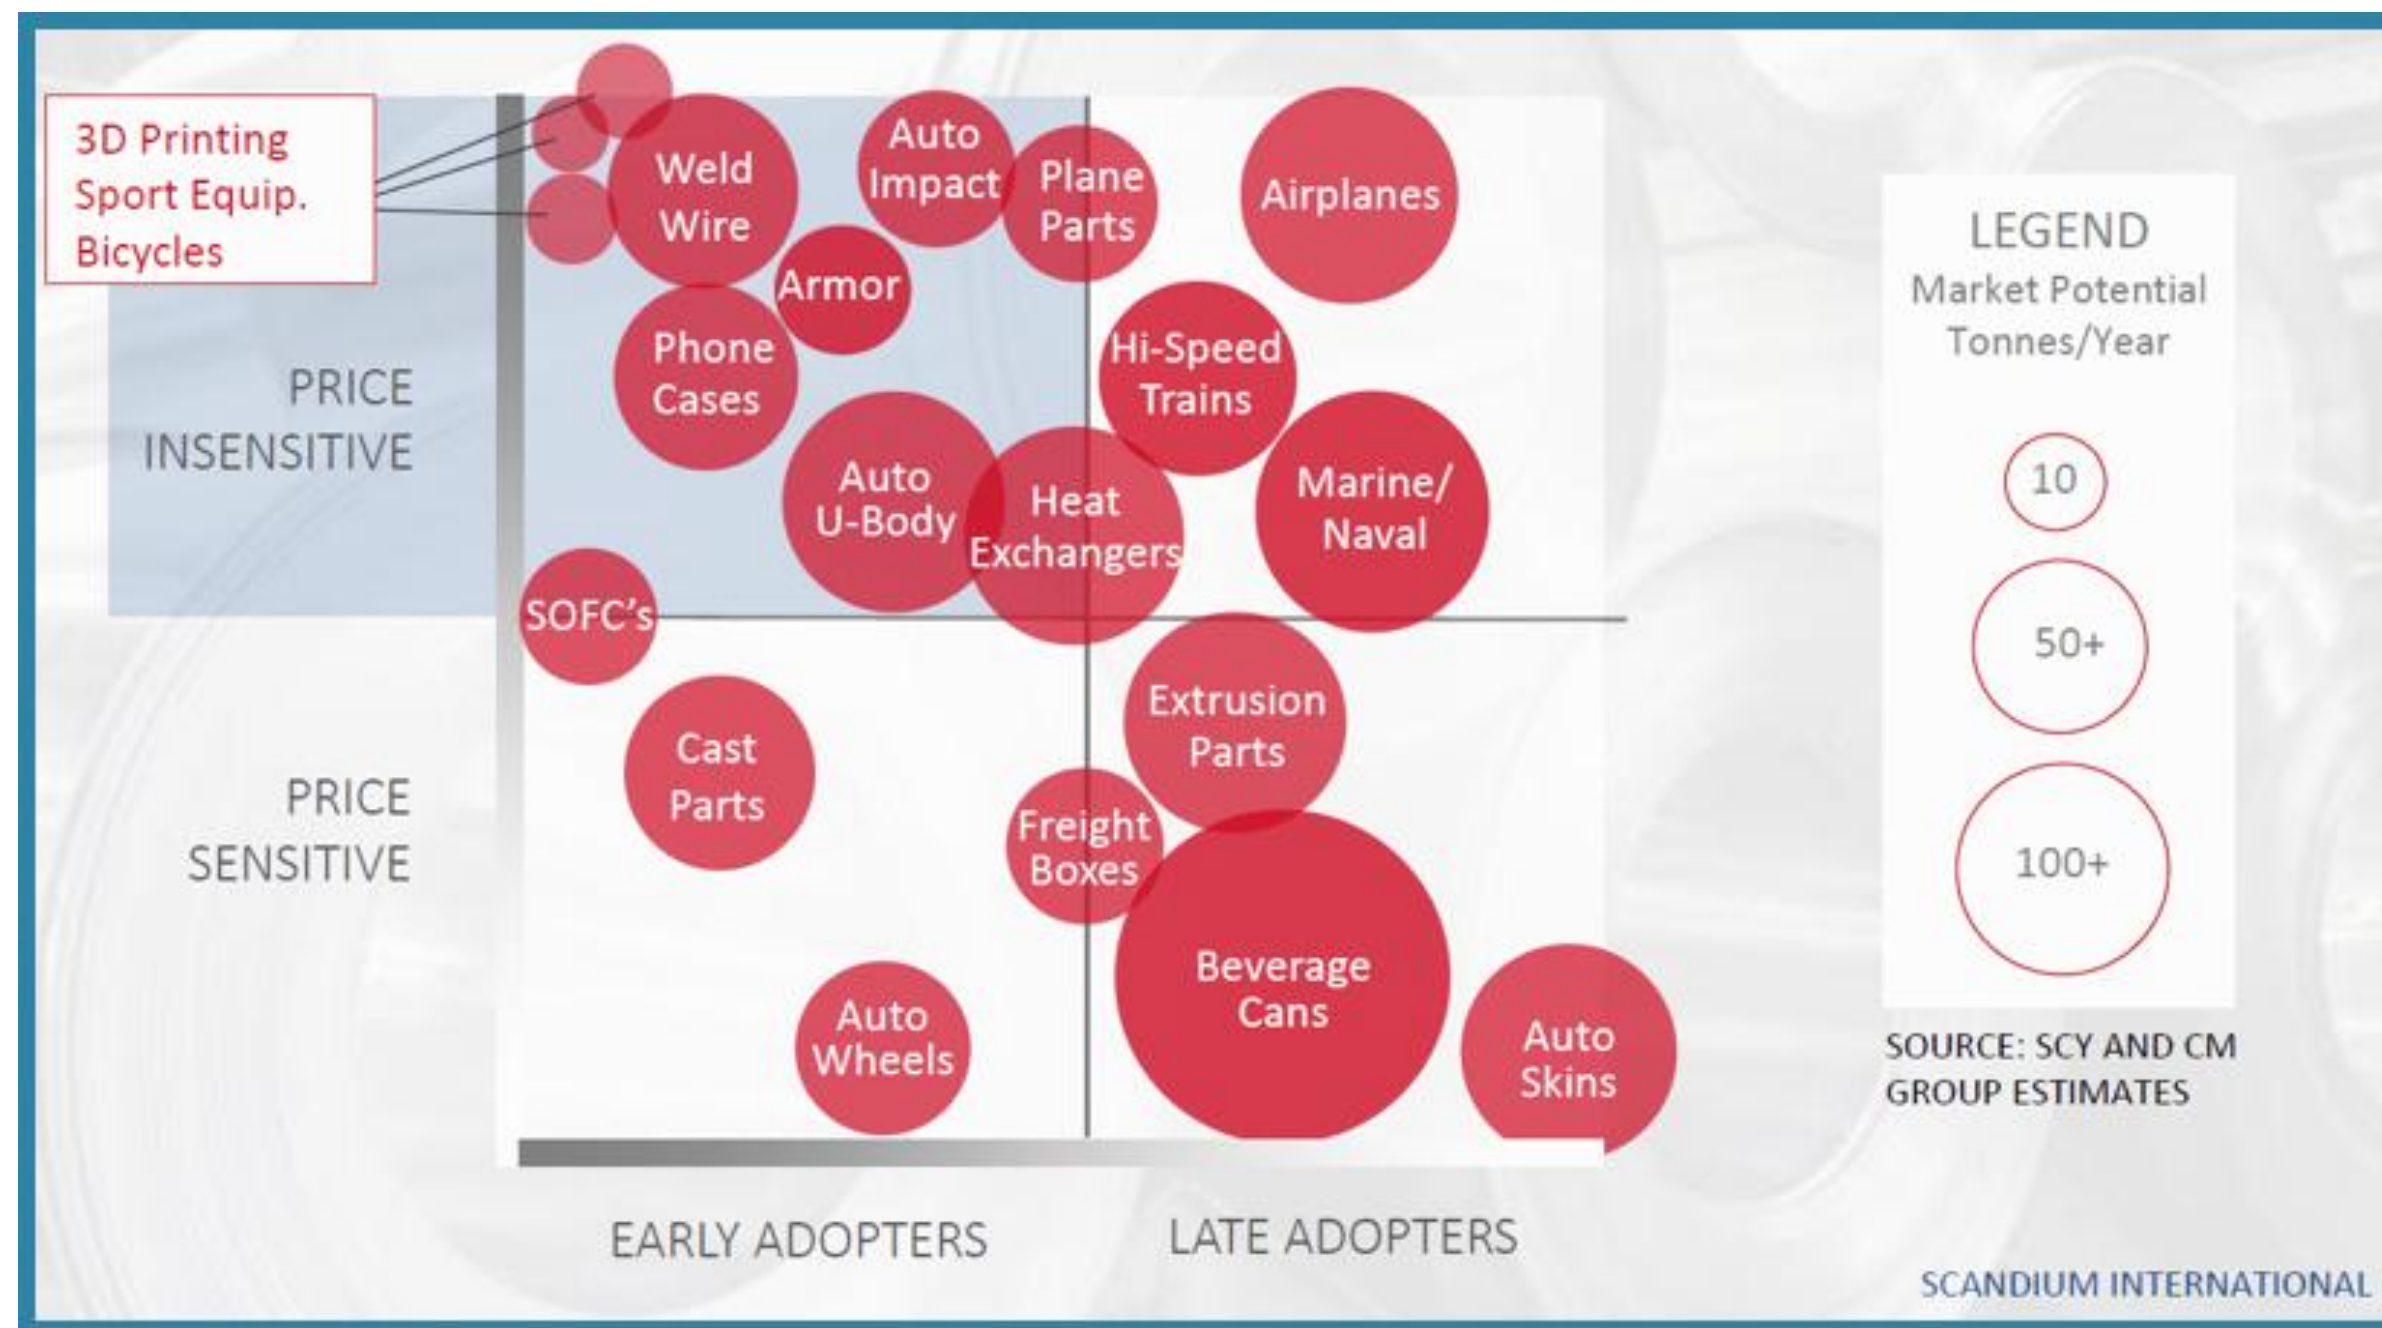 3D Printing
Sport Equip.
Bicycles
Weld
Wire
Auto
Impact
Plane
Parts
Airplanes
Armor
Phone
Cases
Hi-Speed
Trains
Auto
U-Body
Heat
Exchangers
Marine/
Naval
PRICE
INSENSITIVE
SOFC's
Cast
Parts
Extrusion
Parts
Freight
Boxes
PRICE
SENSITIVE
Beverage
Cans
Auto
Wheels
Auto
Skins
EARLY ADOPTERS
LATE ADOPTERS
LEGEND
Market Potential
Tonnes/Year
10
50+
100+
SOURCE: SCY AND CM
GROUP ESTIMATES
SCANDIUM INTERNATIONAL